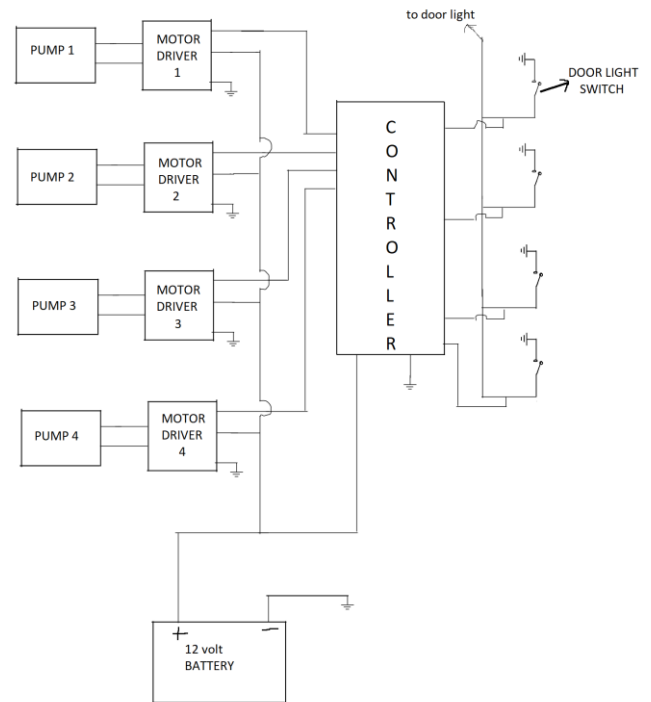 to door light
PUMP 1
MOTOR
DRIVER
1
DOOR LIGHT
SWITCH
C
O
N
T
R
O
L
L
E
R
PUMP 2
MOTOR
DRIVER
2
PUMP 3
MOTOR
DRIVER
3
PUMP 4
MOTOR
DRIVER
4
+ −
12 volt
BATTERY